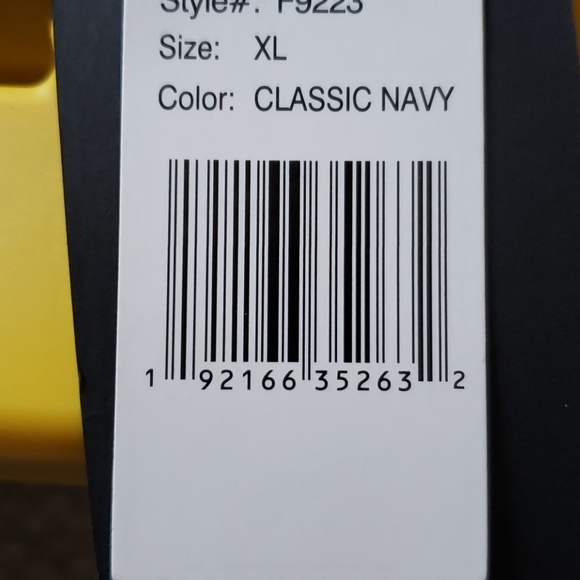 Style#: F9223
Size: XL
Color: CLASSIC NAVY
1 92166 35263 2